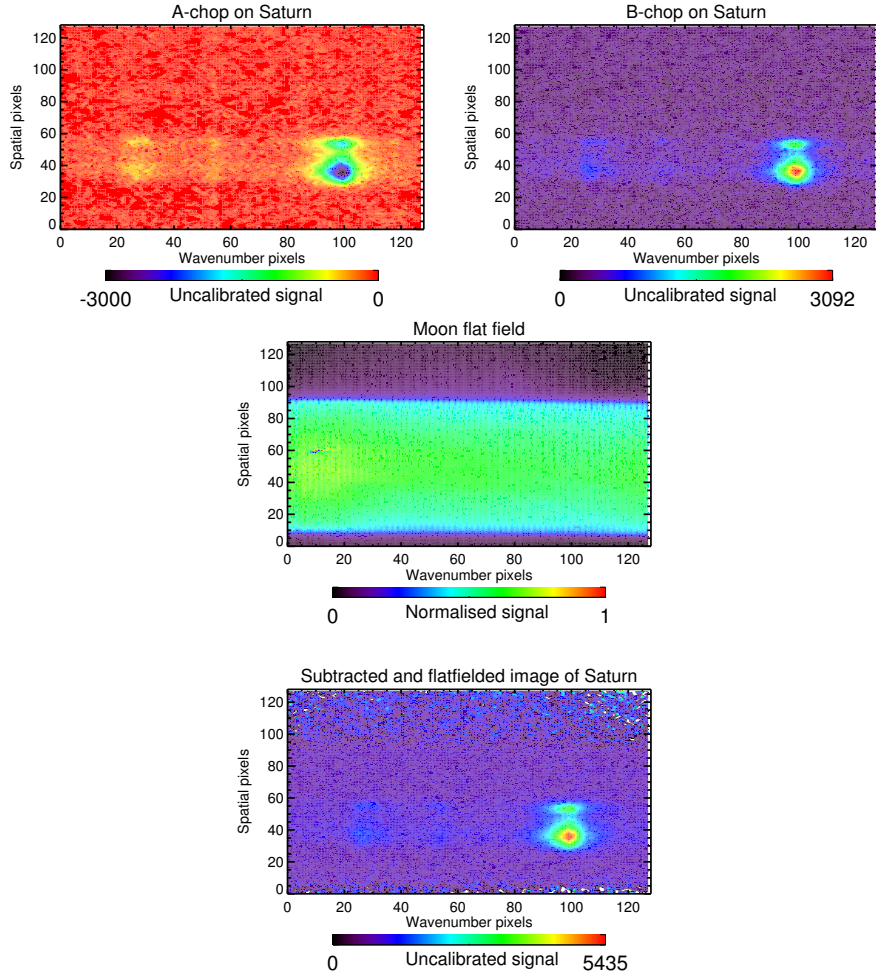 A-chop on Saturn
Spatial pixels
120
100
80
60
40
20
0
0 20 40 60 80 100 120
Wavenumber pixels
-3000 Uncalibrated signal 0
B-chop on Saturn
Spatial pixels
120
100
80
60
40
20
0
0 20 40 60 80 100 120
Wavenumber pixels
0 Uncalibrated signal 3092
Moon flat field
Spatial pixels
120
100
80
60
40
20
0
0 20 40 60 80 100 120
Wavenumber pixels
0 Normalised signal 1
Subtracted and flatfielded image of Saturn
Spatial pixels
120
100
80
60
40
20
0
0 20 40 60 80 100 120
Wavenumber pixels
0 Uncalibrated signal 5435